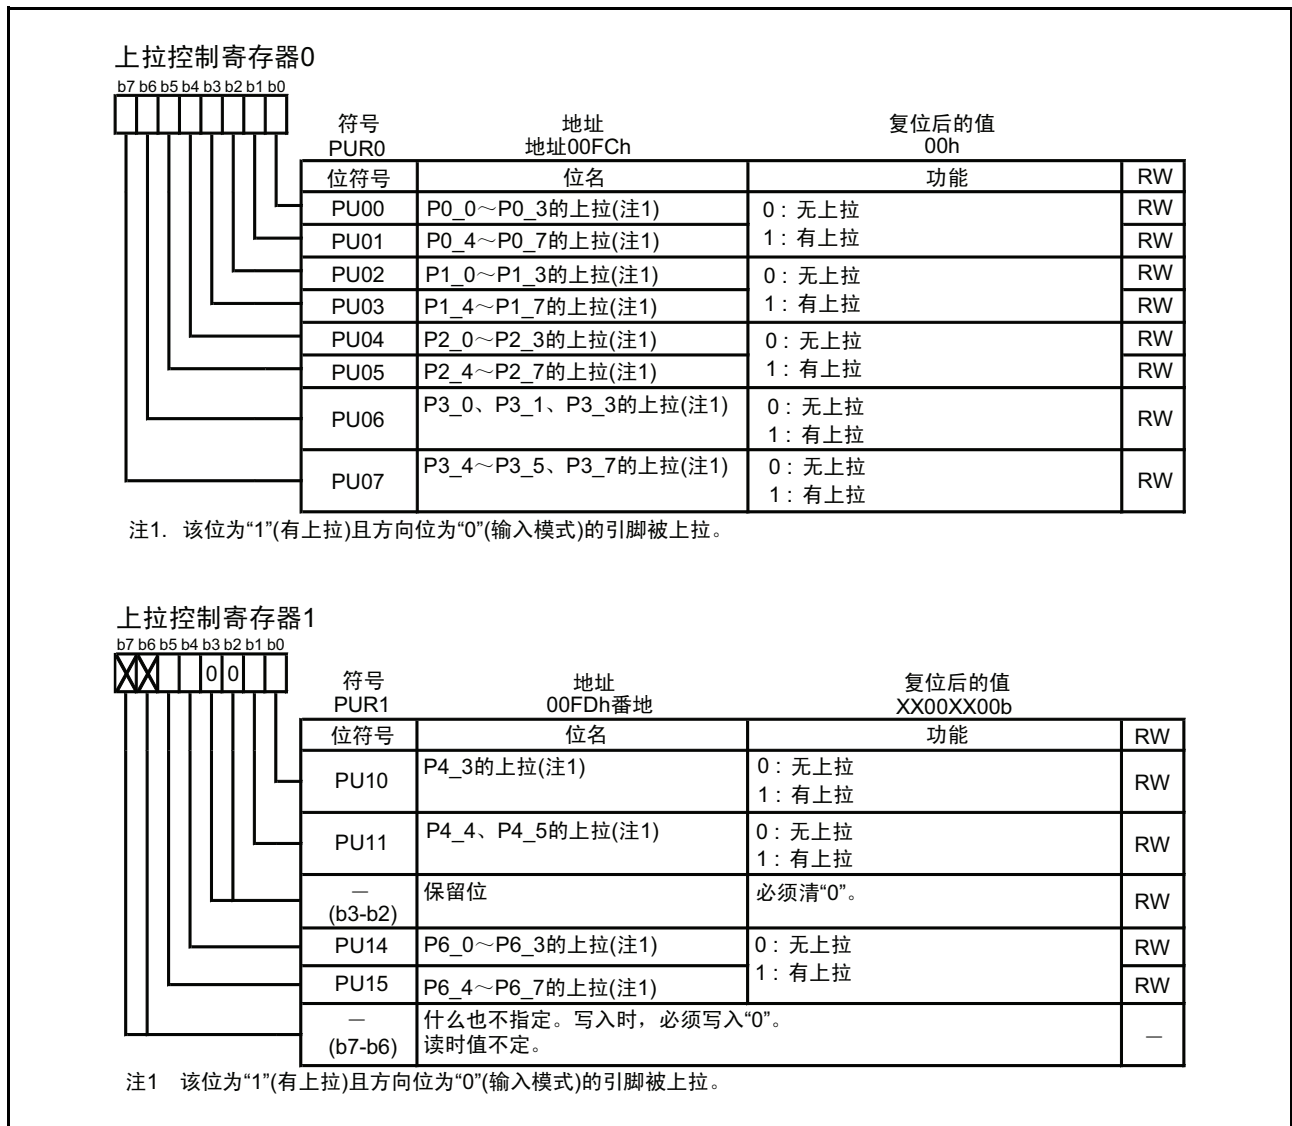 上拉控制寄存器0
b7 b6 b5 b4 b3 b2 b1 b0
符号 地址 复位后的值
PUR0 地址00FCh 00h
位符号 位名 功能 RW
PU00 P0_0～P0_3的上拉(注1) 0 : 无上拉 RW
PU01 P0_4～P0_7的上拉(注1) 1 : 有上拉 RW
PU02 P1_0～P1_3的上拉(注1) 0 : 无上拉 RW
PU03 P1_4～P1_7的上拉(注1) 1 : 有上拉 RW
PU04 P2_0～P2_3的上拉(注1) 0 : 无上拉 RW
PU05 P2_4～P2_7的上拉(注1) 1 : 有上拉 RW
PU06 P3_0、P3_1、P3_3的上拉(注1) 0 : 无上拉 RW
1 : 有上拉
PU07 P3_4～P3_5、P3_7的上拉(注1) 0 : 无上拉 RW
1 : 有上拉
注1. 该位为“1”(有上拉)且方向位为“0”(输入模式)的引脚被上拉。
上拉控制寄存器1
b7 b6 b5 b4 b3 b2 b1 b0
0 0
符号 地址 复位后的值
PUR1 00FDh番地 XX00XX00b
位符号 位名 功能 RW
PU10 P4_3的上拉(注1) 0 : 无上拉 RW
1 : 有上拉
PU11 P4_4、P4_5的上拉(注1) 0 : 无上拉 RW
1 : 有上拉
－ 保留位 必须清“0”。 RW
(b3-b2)
PU14 P6_0～P6_3的上拉(注1) 0 : 无上拉 RW
PU15 P6_4～P6_7的上拉(注1) 1 : 有上拉 RW
－ 什么也不指定。写入时，必须写入“0”。 －
(b7-b6) 读时值不定。
注1 该位为“1”(有上拉)且方向位为“0”(输入模式)的引脚被上拉。